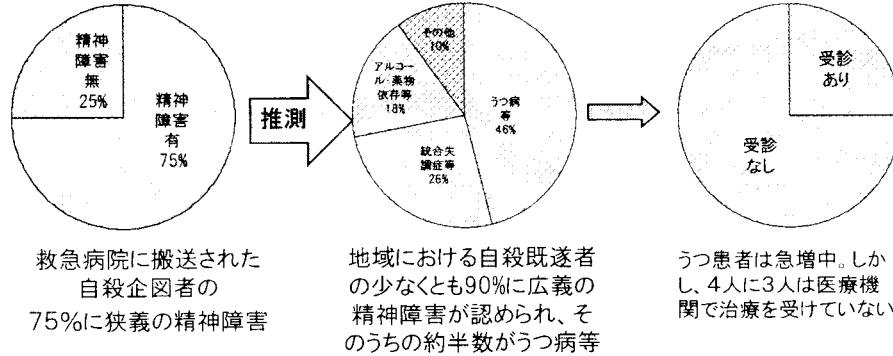 精神
障害
無
25%
精神
障害
有
75%
推測
その他
10%
アルコー
ル・薬物
依存等
18%
うつ病
等
46%
統合失
調症等
26%
受診
あり
受診
なし
救急病院に搬送された
自殺企図者の
75%に狭義の精神障害
地域における自殺既遂者
の少なくとも90%に広義の
精神障害が認められ、そ
のうちの約半数がうつ病等
うつ患者は急増中。しか
し、4人に3人は医療機
関で治療を受けていない